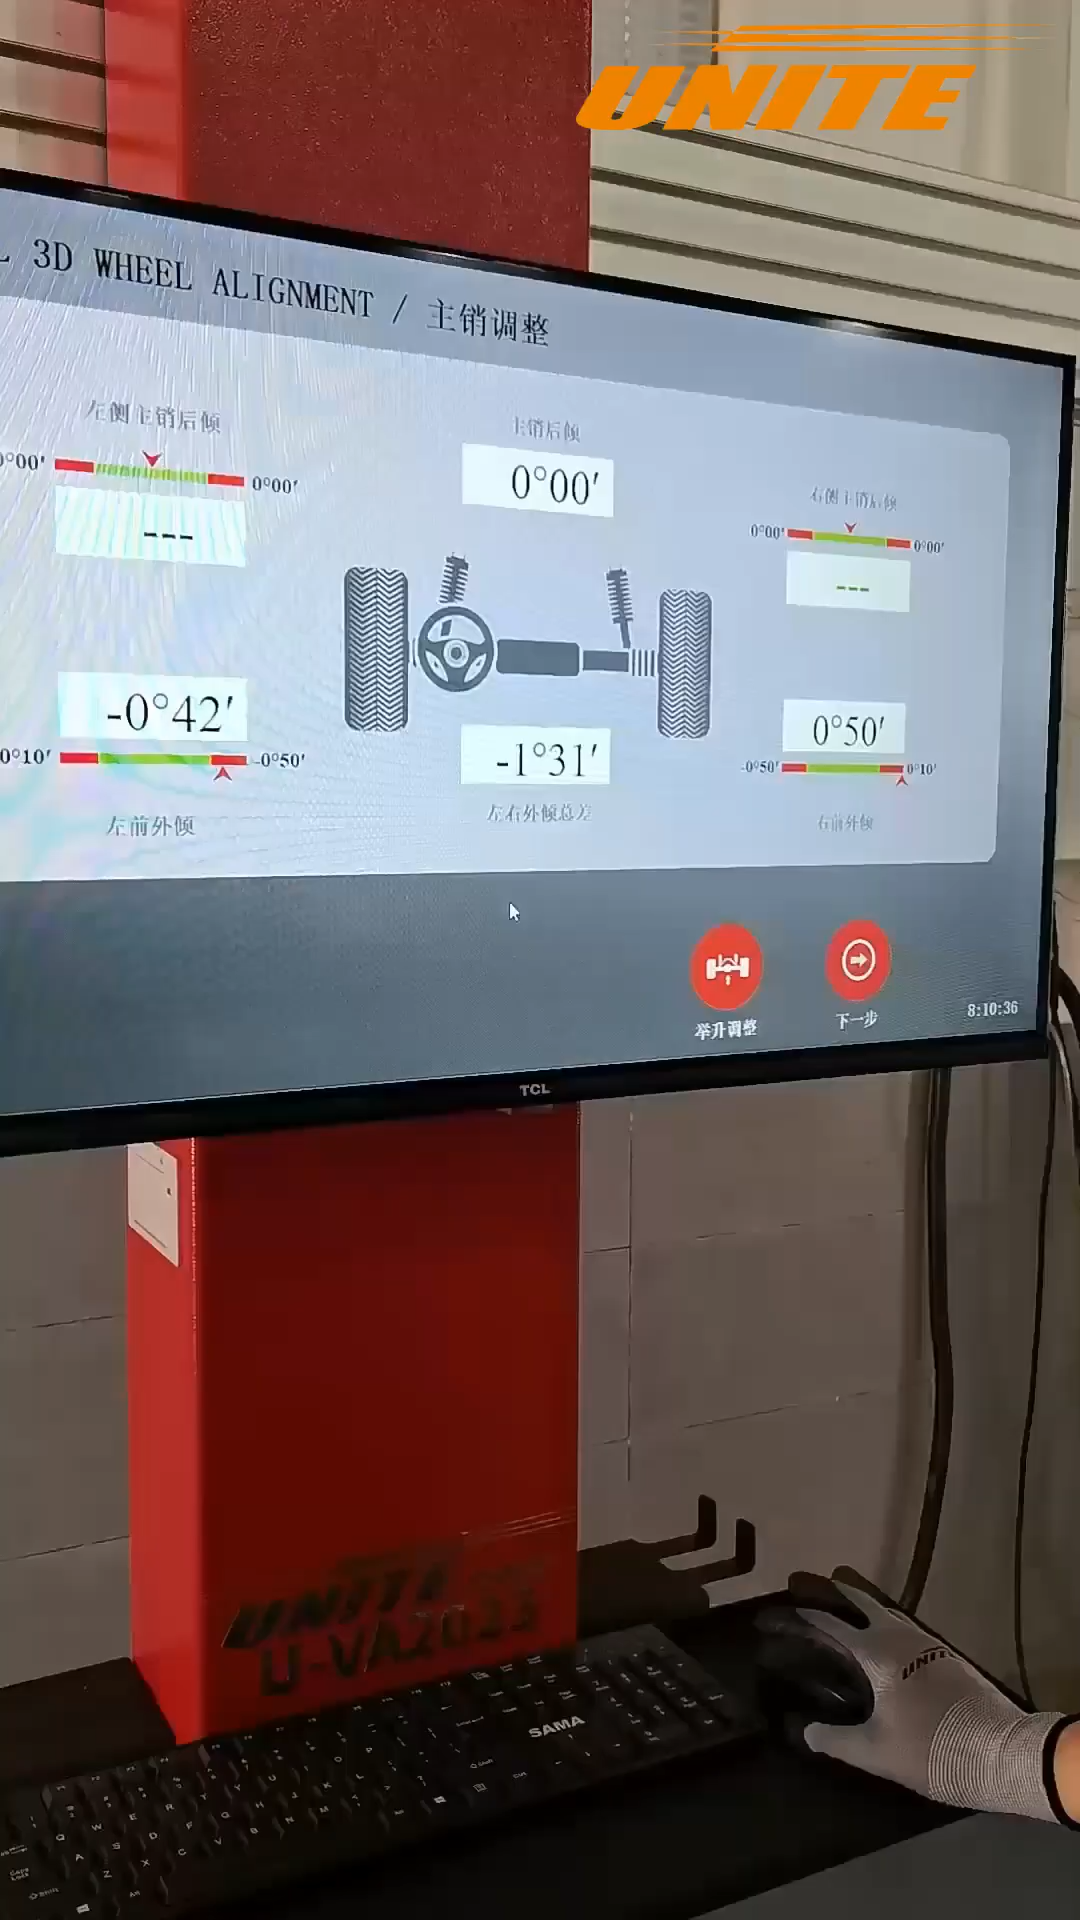 UNITE
3D WHEEL ALIGNMENT / 主销调整
左侧主销后倾
主销后倾
右侧主销后倾
0°00′
0°00′
0°00′
0°00′
0°00′
---
---
-0°42′
-1°31′
0°50′
0°10′
-0°50′
-0°50′
0°10′
左前外倾
左右外倾总差
右前外倾
举升调整
下一步
8:10:36
TCL
UNITE
U-VA2033
SAMA
UNITE